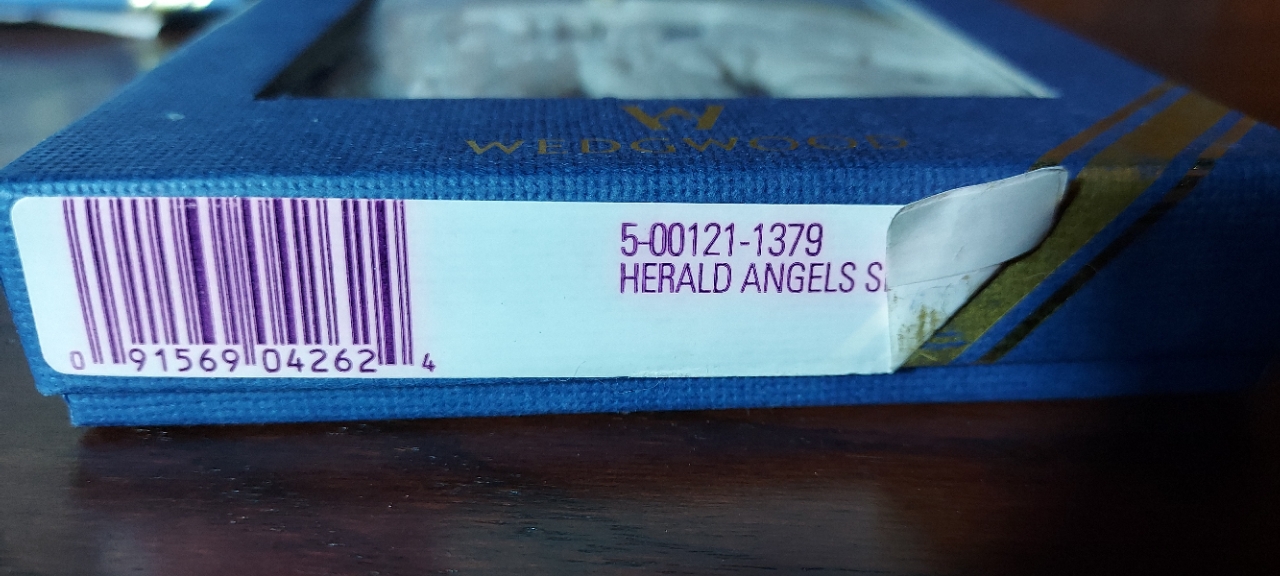 W
WEDGWOOD
5-00121-1379
HERALD ANGELS
0 91569 04262 4